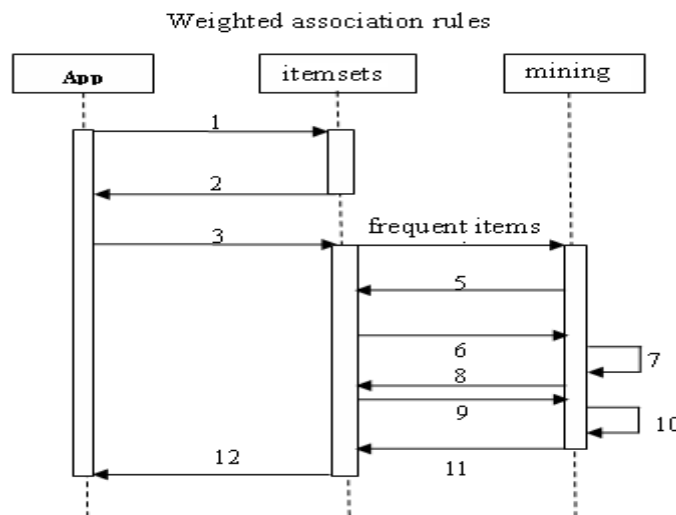 Weighted association rules
App
itemsets
mining
1
2
3
frequent items
5
6
7
8
9
10
12
11